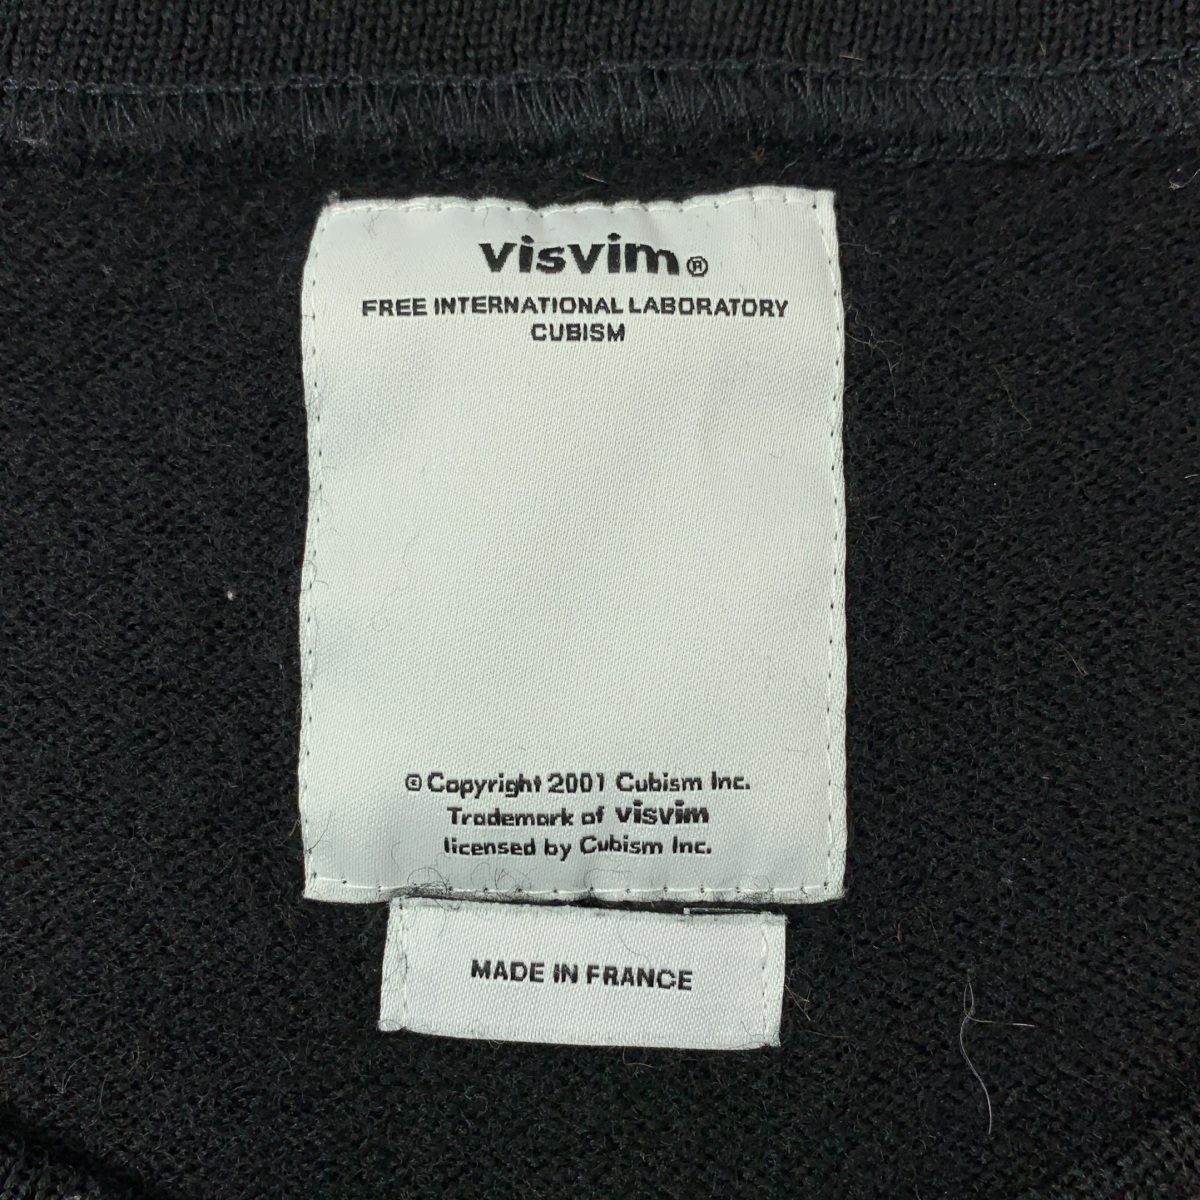 visvim®
FREE INTERNATIONAL LABORATORY
CUBISM
© Copyright 2001 Cubism Inc.
Trademark of visvim
licensed by Cubism Inc.
MADE IN FRANCE